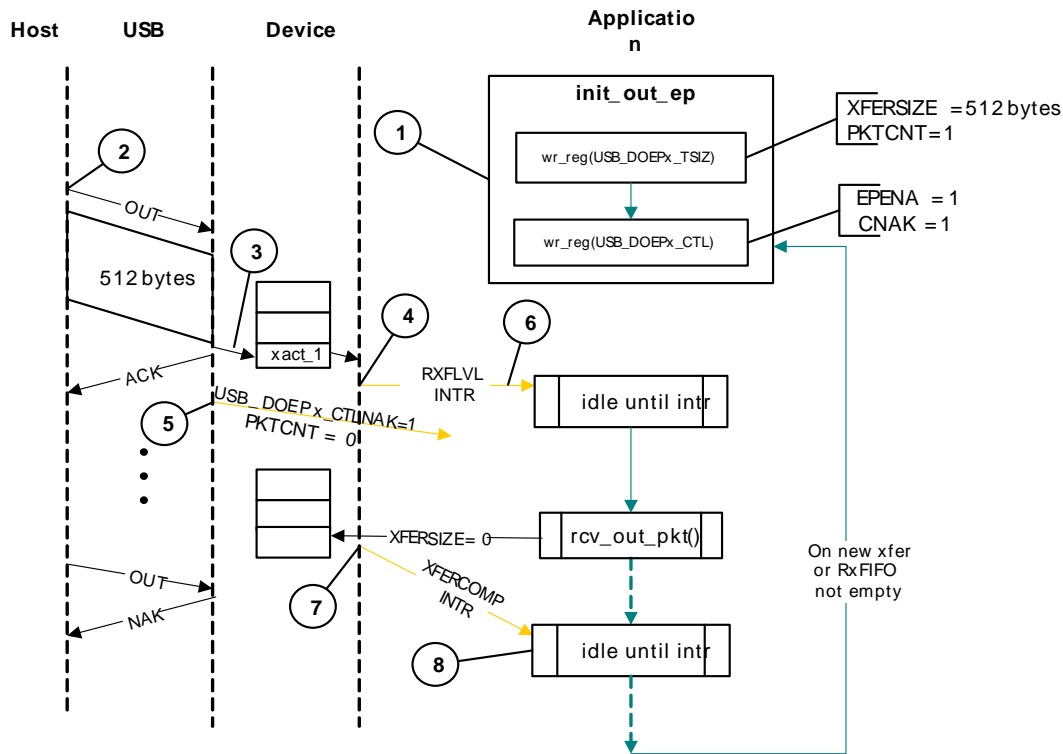 Host
USB
Device
Applicatio
n
init_out_ep
XFERSIZE = 512 bytes
PKTCNT = 1
1
wr_reg(USB_DOEPx_TSIZ)
2
EPENA = 1
CNAK = 1
OUT
wr_reg(USB_DOEPx_CTL)
3
512 bytes
4
6
xact_1
ACK
RXFLVL
INTR
idle until intr
USB_DOEPx_CTLNAK=1
PKTCNT = 0
5
XFERSIZE = 0
rcv_out_pkt()
On new xfer
or RxFIFO
not empty
OUT
XFERCOMP
INTR
7
NAK
idle until intr
8